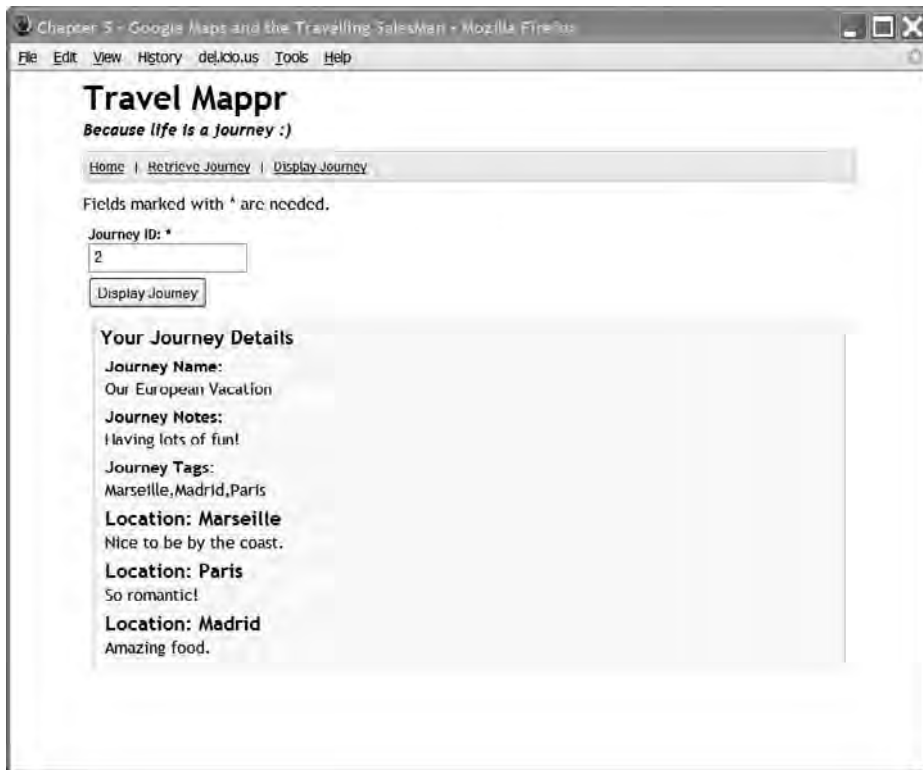 Chapter 5 - Google Maps and the Travelling SalesMan - Mozilla Firefox
File Edit View History del.icio.us Tools Help
Travel Mappr
Because life is a journey :)
Home | Retrieve Journey | Display Journey
Fields marked with * are needed.
Journey ID: *
2
Display Journey
Your Journey Details
Journey Name:
Our European Vacation
Journey Notes:
Having lots of fun!
Journey Tags:
Marseille,Madrid,Paris
Location: Marseille
Nice to be by the coast.
Location: Paris
So romantic!
Location: Madrid
Amazing food.